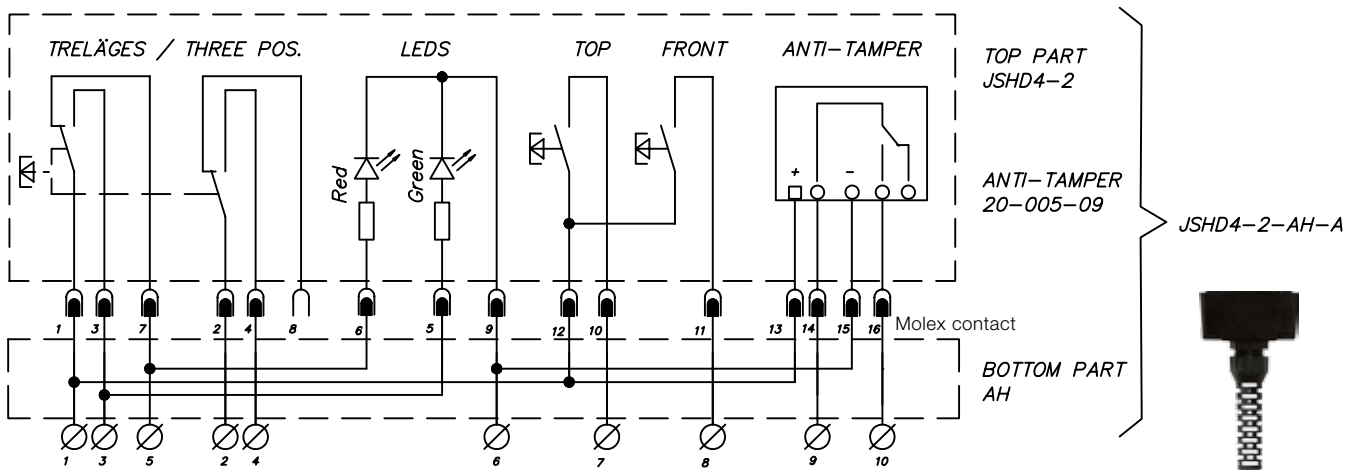 TRELÄGES / THREE POS. LEDS TOP FRONT ANTI-TAMPER
TOP PART
JSHD4-2
Red
Green
+ -
ANTI-TAMPER
20-005-09
JSHD4-2-AH-A
1 3 7 2 4 8 6 5 9 12 10 11 13 14 15 16 Molex contact
BOTTOM PART
AH
1 3 5 2 4 6 7 8 9 10